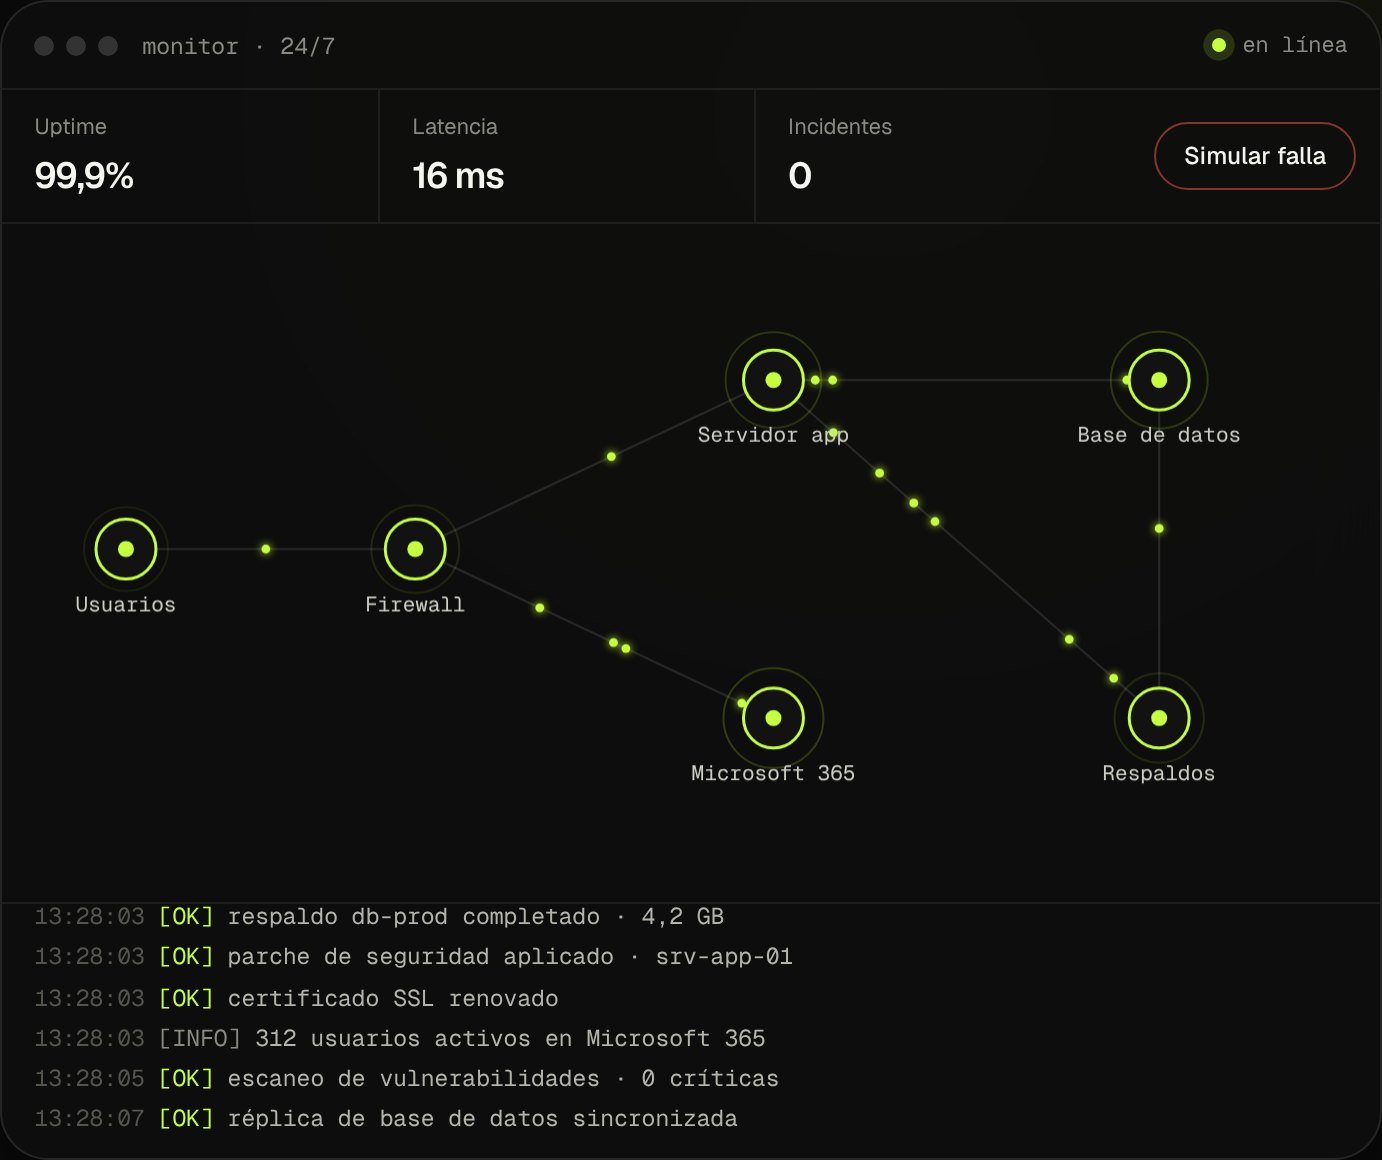 monitor · 24/7
en línea
Uptime
99,9%
Latencia
16 ms
Incidentes
0
Simular falla
Servidor app
Base de datos
Usuarios
Firewall
Microsoft 365
Respaldos
13:28:03 [OK] respaldo db-prod completado · 4,2 GB
13:28:03 [OK] parche de seguridad aplicado · srv-app-01
13:28:03 [OK] certificado SSL renovado
13:28:03 [INFO] 312 usuarios activos en Microsoft 365
13:28:05 [OK] escaneo de vulnerabilidades · 0 críticas
13:28:07 [OK] réplica de base de datos sincronizada